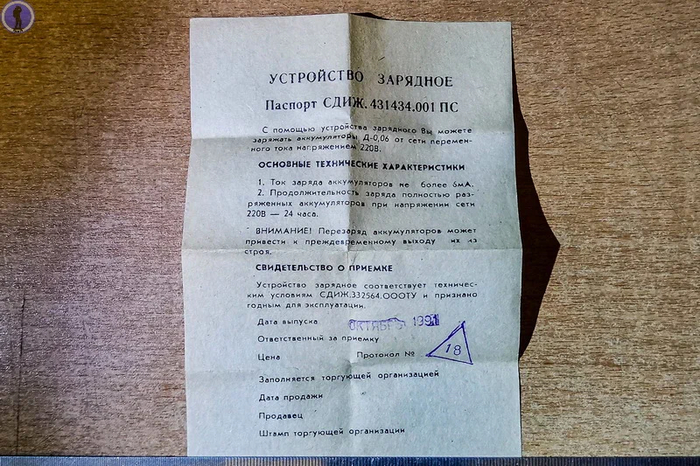 УСТРОЙСТВО ЗАРЯДНОЕ
Паспорт СДИЖ.431434.001 ПС
С помощью устройства зарядного Вы можете
заряжать аккумуляторы Д-0,06 от сети перемен-
ного тока напряжением 220В.
ОСНОВНЫЕ ТЕХНИЧЕСКИЕ ХАРАКТЕРИСТИКИ
1. Ток заряда аккумуляторов не более 6мА.
2. Продолжительность заряда полностью раз-
ряженных аккумуляторов при напряжении сети
220В — 24 часа.
ВНИМАНИЕ! Перезаряд аккумуляторов может
привести к преждевременному выходу их из
строя.
СВИДЕТЕЛЬСТВО О ПРИЕМКЕ
Устройство зарядное соответствует техничес-
ким условиям СДИЖ.332564.ОООТУ и признано
годным для эксплуатации.
Дата выпуска ОКТЯБРЬ 1991
Ответственный за приемку
Цена Протокол № 18
Заполняется торгующей организацией
Дата продажи
Продавец
Штамп торгующей организации